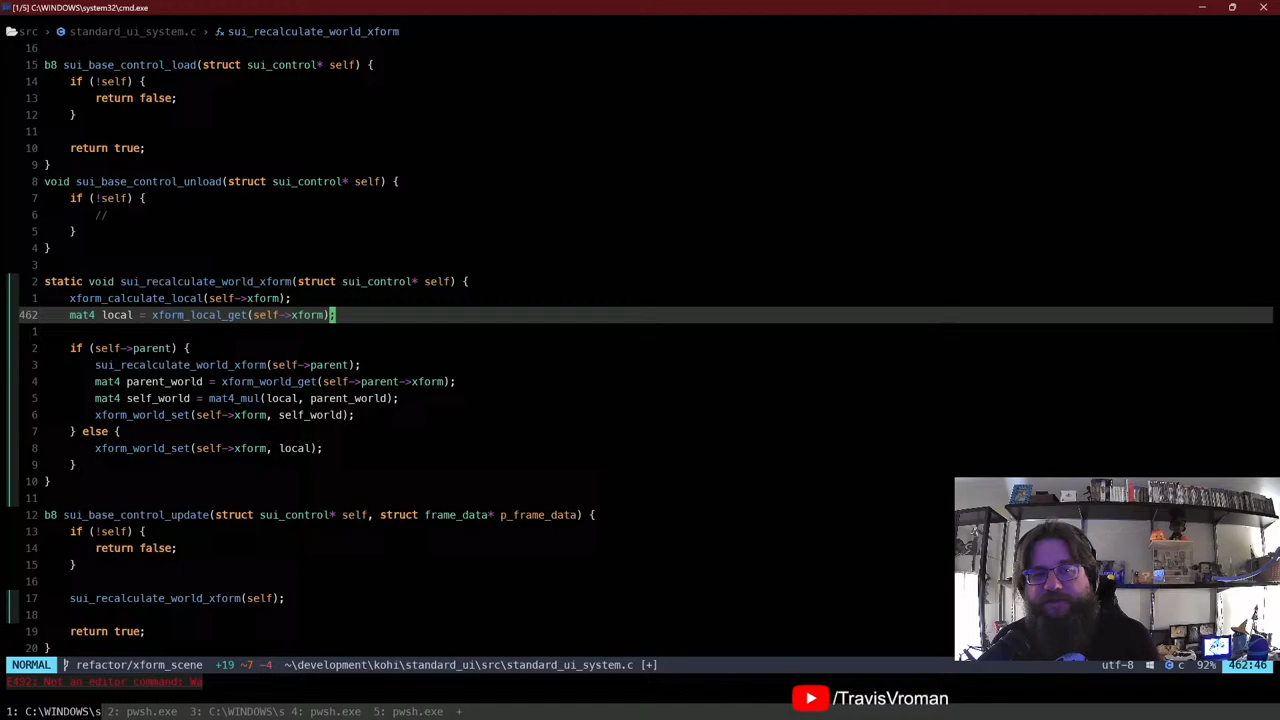 [1/5] C:\WINDOWS\system32\cmd.exe
src › standard_ui_system.c › sui_recalculate_world_xform
16
15 b8 sui_base_control_load(struct sui_control* self) {
14 if (!self) {
13 return false;
12 }
11
10 return true;
9 }
8 void sui_base_control_unload(struct sui_control* self) {
7 if (!self) {
6 //
5 }
4 }
3
2 static void sui_recalculate_world_xform(struct sui_control* self) {
1 xform_calculate_local(self->xform);
462 mat4 local = xform_local_get(self->xform);
1
2 if (self->parent) {
3 sui_recalculate_world_xform(self->parent);
4 mat4 parent_world = xform_world_get(self->parent->xform);
5 mat4 self_world = mat4_mul(local, parent_world);
6 xform_world_set(self->xform, self_world);
7 } else {
8 xform_world_set(self->xform, local);
9 }
10 }
11
12 b8 sui_base_control_update(struct sui_control* self, struct frame_data* p_frame_data) {
13 if (!self) {
14 return false;
15 }
16
17 sui_recalculate_world_xform(self);
18
19 return true;
20 }
NORMAL refactor/xform_scene +19 ~7 -4 ~\development\kohi\standard_ui\src\standard_ui_system.c [+] utf-8 c 92% 462:46
E492: Not an editor command: Wa
/TravisVroman
1: C:\WINDOWS\s 2: pwsh.exe 3: C:\WINDOWS\s 4: pwsh.exe 5: pwsh.exe +